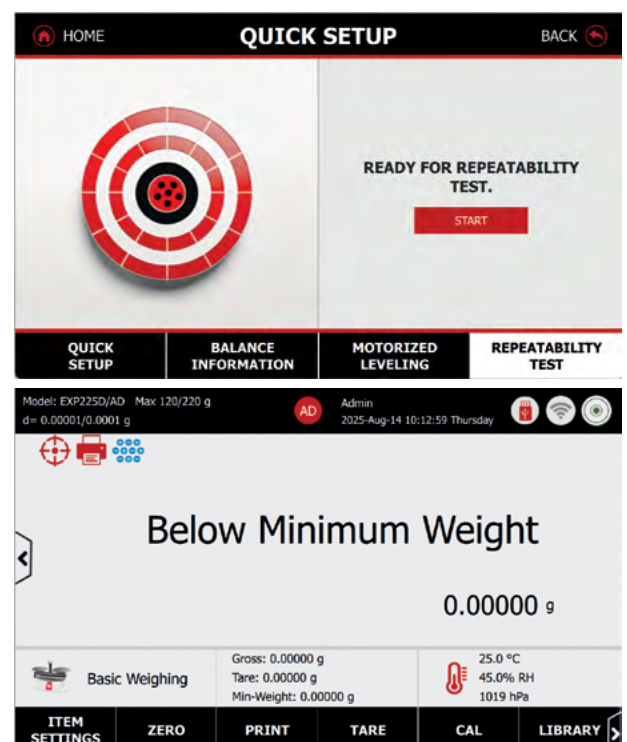 HOME
QUICK SETUP
BACK
READY FOR REPEATABILITY
TEST.
START
QUICK
SETUP
BALANCE
INFORMATION
MOTORIZED
LEVELING
REPEATABILITY
TEST
Model: EXP225D/AD Max 120/220 g
d= 0.00001/0.0001 g
AD
Admin
2025-Aug-14 10:12:59 Thursday
Below Minimum Weight
0.00000 g
Basic Weighing
Gross: 0.00000 g
Tare: 0.00000 g
Min-Weight: 0.00000 g
25.0 °C
45.0% RH
1019 hPa
ITEM
SETTINGS
ZERO
PRINT
TARE
CAL
LIBRARY